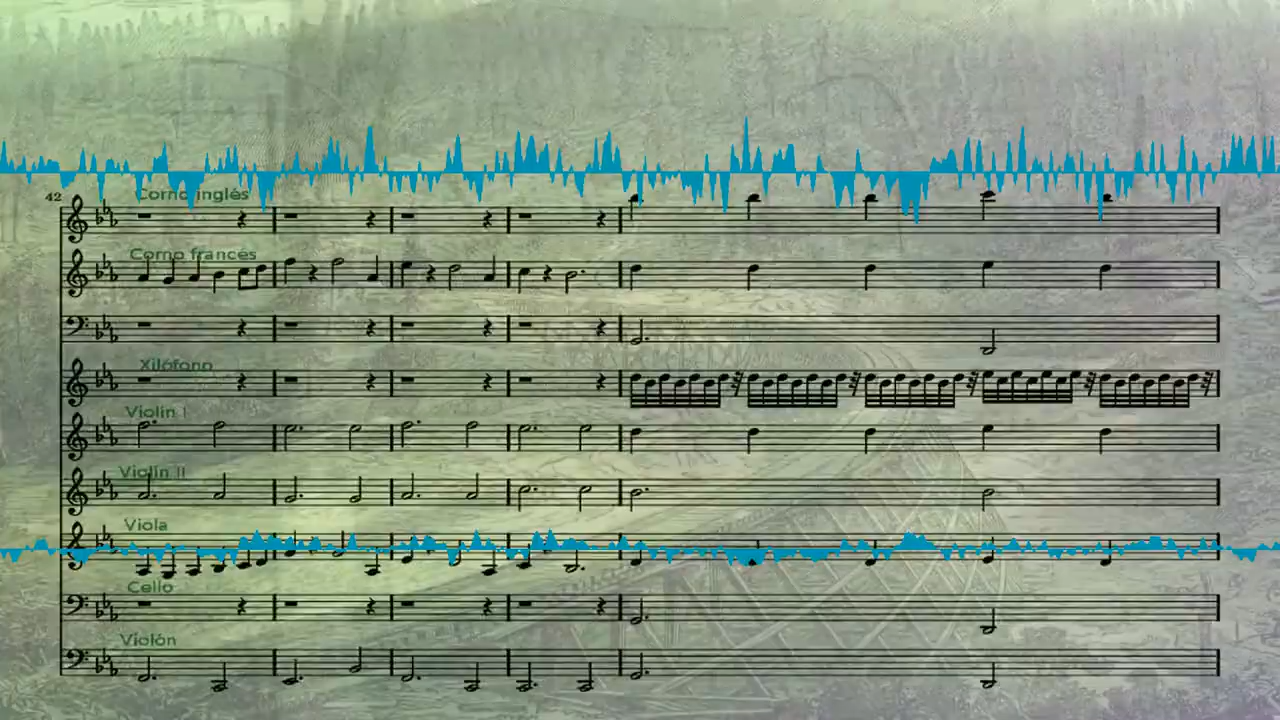 42
Corno inglés
Corno francés
Xilófono
Violín I
Violín II
Viola
Cello
Violón